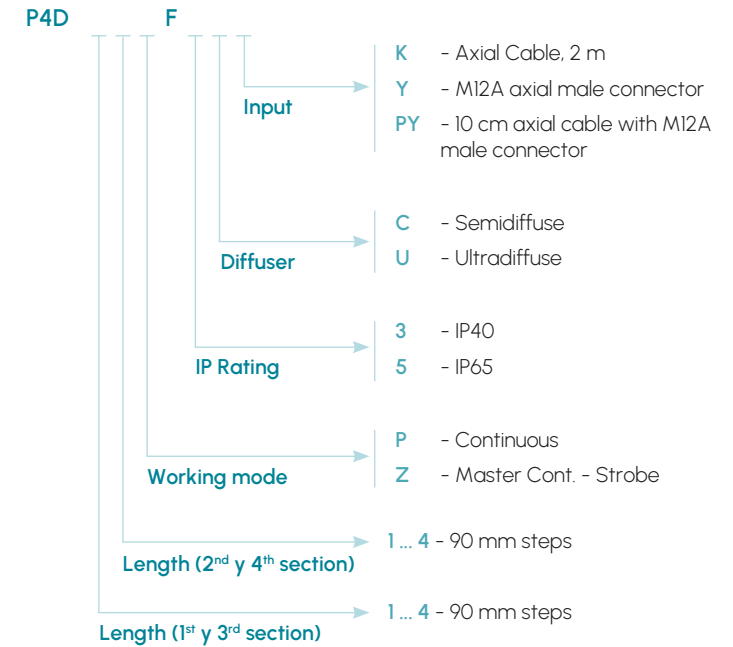 P4D F
K - Axial Cable, 2 m
Y - M12A axial male connector
Input
PY - 10 cm axial cable with M12A
male connector
C - Semidiffuse
U - Ultradiffuse
Diffuser
3 - IP40
5 - IP65
IP Rating
P - Continuous
Z - Master Cont. - Strobe
Working mode
1 ... 4 - 90 mm steps
Length (2nd y 4th section)
1 ... 4 - 90 mm steps
Length (1st y 3rd section)